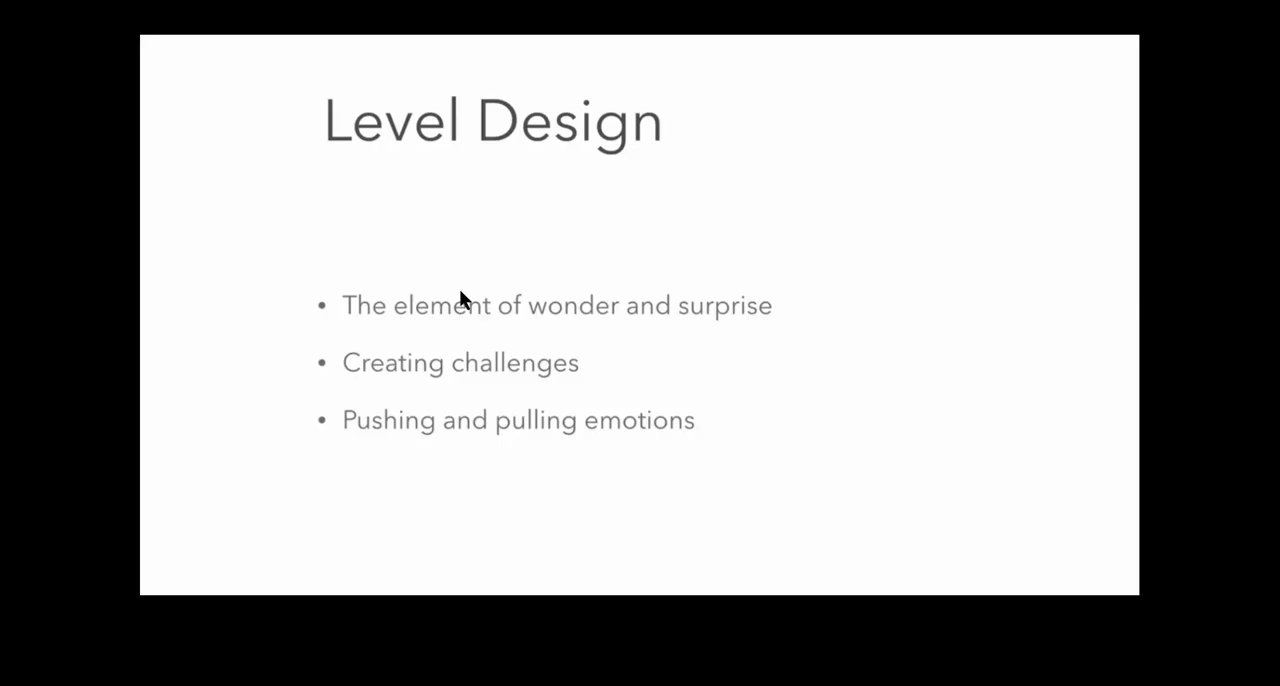 Level Design
• The element of wonder and surprise
• Creating challenges
• Pushing and pulling emotions